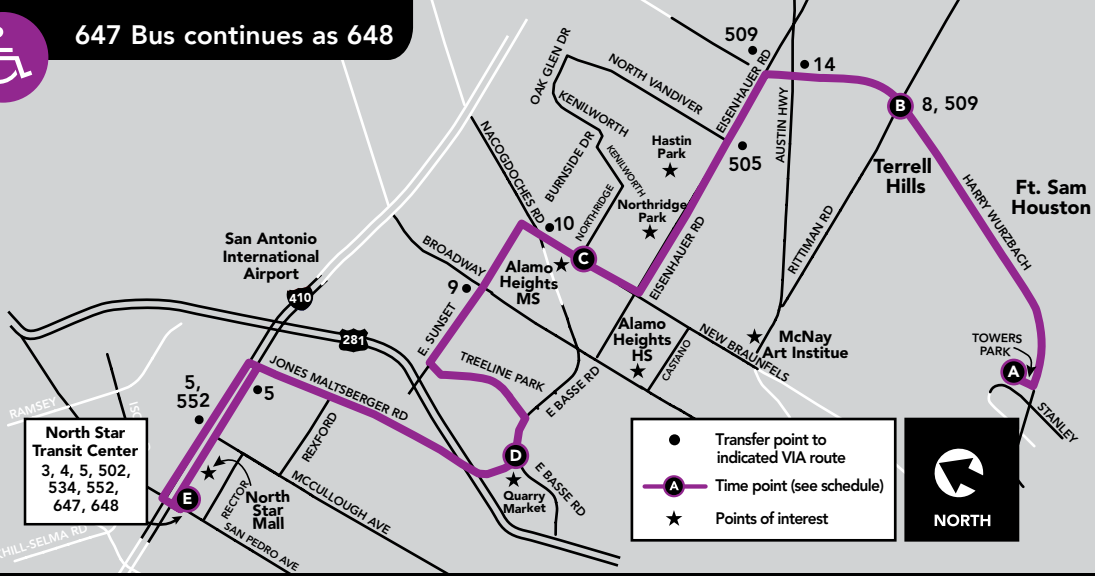 647 Bus continues as 648
509
14
OAK GLEN DR
NORTH VANDIVER
EISENHAUER RD
AUSTIN HWY
B
8, 509
KENILWORTH
NACOGDOCHES RD
BURNSIDE DR
Hastin
Park
KENILWORTH
505
Terrell
Hills
HARRY WURZBACH
Ft. Sam
Houston
NORTHRIDGE
Northridge
Park
RITTIMAN RD
10
EISENHAUER RD
San Antonio
International
Airport
BROADWAY
C
Alamo
Heights
MS
9
410
E. SUNSET
281
Alamo
Heights
HS
NEW BRAUNFELS
McNay
Art Institue
CASTANO
TOWERS
PARK
A
STANLEY
TREELINE PARK
E BASSE RD
JONES MALTSBERGER RD
5,
552
5
RAMSEY
REXFORD
North Star
Transit Center
3, 4, 5, 502,
534, 552,
647, 648
D
E BASSE RD
Quarry
Market
RECTOR
North
Star
Mall
MCCULLOUGH AVE
E
SAN PEDRO AVE
HILL-SELMA RD
Transfer point to
indicated VIA route
A
Time point (see schedule)
Points of interest
NORTH